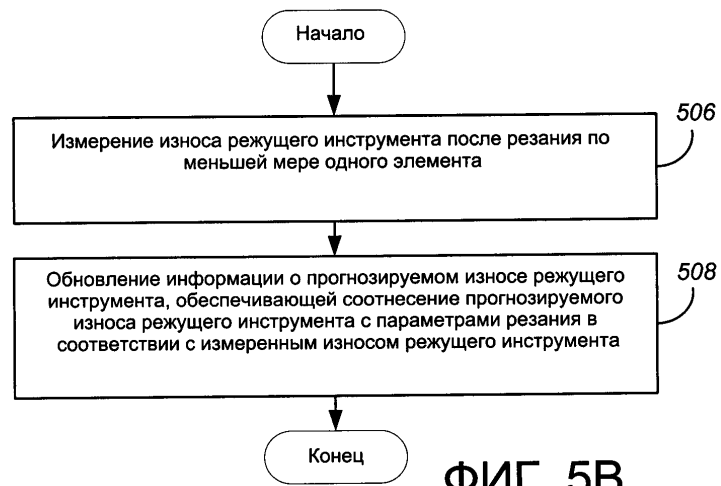 Начало
506
Измерение износа режущего инструмента после резания по
меньшей мере одного элемента
508
Обновление информации о прогнозируемом износе режущего
инструмента, обеспечивающей соотнесение прогнозируемого
износа режущего инструмента с параметрами резания в
соответствии с измеренным износом режущего инструмента
Конец
ФИГ. 5В